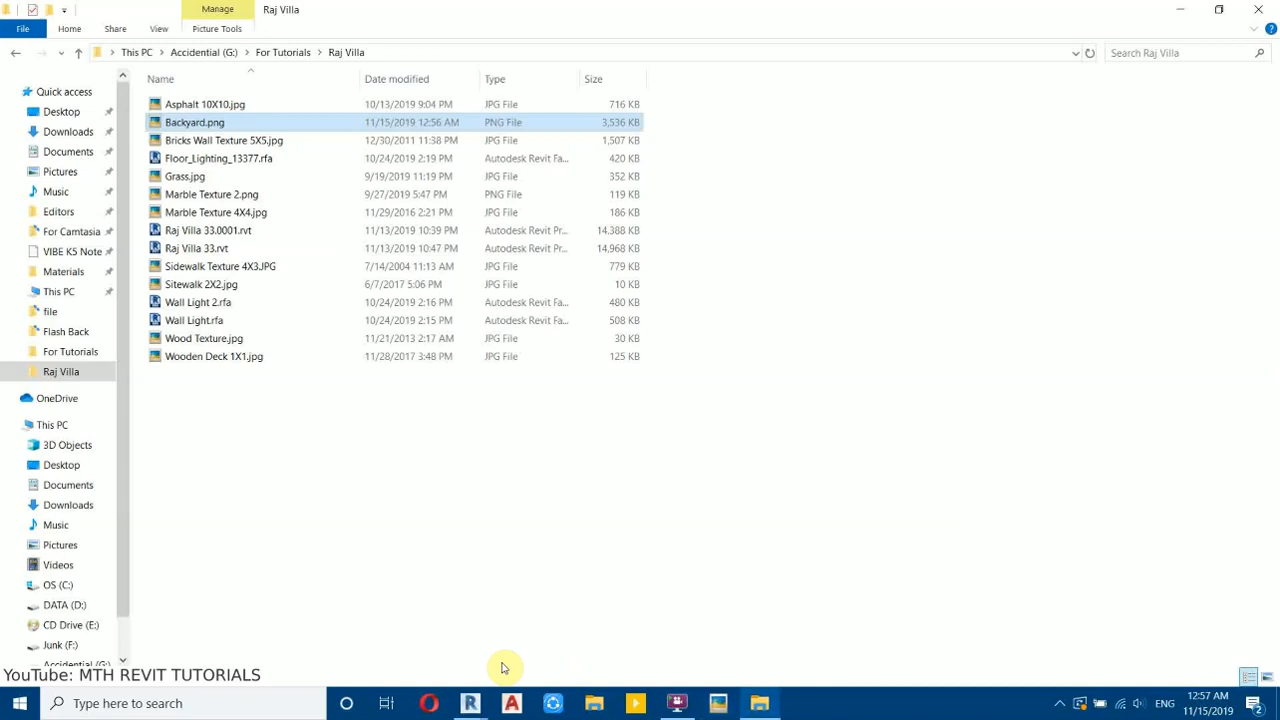 Manage
Raj Villa
File
Home
Share
View
Picture Tools
This PC
Accidential (G:)
For Tutorials
Raj Villa
Search Raj Villa
Name
Date modified
Type
Size
Quick access
Desktop
Downloads
Documents
Pictures
Music
Editors
For Camtasia
VIBE K5 Note
Materials
This PC
file
Flash Back
For Tutorials
Raj Villa
OneDrive
This PC
3D Objects
Desktop
Documents
Downloads
Music
Pictures
Videos
OS (C:)
DATA (D:)
CD Drive (E:)
Junk (F:)
Accidential (G:)
Asphalt 10X10.jpg 10/13/2019 9:04 PM JPG File 716 KB
Backyard.png 11/15/2019 12:56 AM PNG File 3,536 KB
Bricks Wall Texture 5X5.jpg 12/30/2011 11:38 PM JPG File 1,507 KB
Floor_Lighting_13377.rfa 10/24/2019 2:19 PM Autodesk Revit Fa... 420 KB
Grass.jpg 9/19/2019 11:19 PM JPG File 352 KB
Marble Texture 2.png 9/27/2019 5:47 PM PNG File 119 KB
Marble Texture 4X4.jpg 11/29/2016 2:21 PM JPG File 186 KB
Raj Villa 33.0001.rvt 11/13/2019 10:39 PM Autodesk Revit Pr... 14,388 KB
Raj Villa 33.rvt 11/13/2019 10:47 PM Autodesk Revit Pr... 14,968 KB
Sidewalk Texture 4X3.JPG 7/14/2004 11:13 AM JPG File 779 KB
Sitewalk 2X2.jpg 6/7/2017 5:06 PM JPG File 10 KB
Wall Light 2.rfa 10/24/2019 2:16 PM Autodesk Revit Fa... 480 KB
Wall Light.rfa 10/24/2019 2:15 PM Autodesk Revit Fa... 508 KB
Wood Texture.jpg 11/21/2013 2:17 AM JPG File 30 KB
Wooden Deck 1X1.jpg 11/28/2017 3:48 PM JPG File 125 KB
YouTube: MTH REVIT TUTORIALS
Type here to search
R
A
ENG
12:57 AM
11/15/2019
2